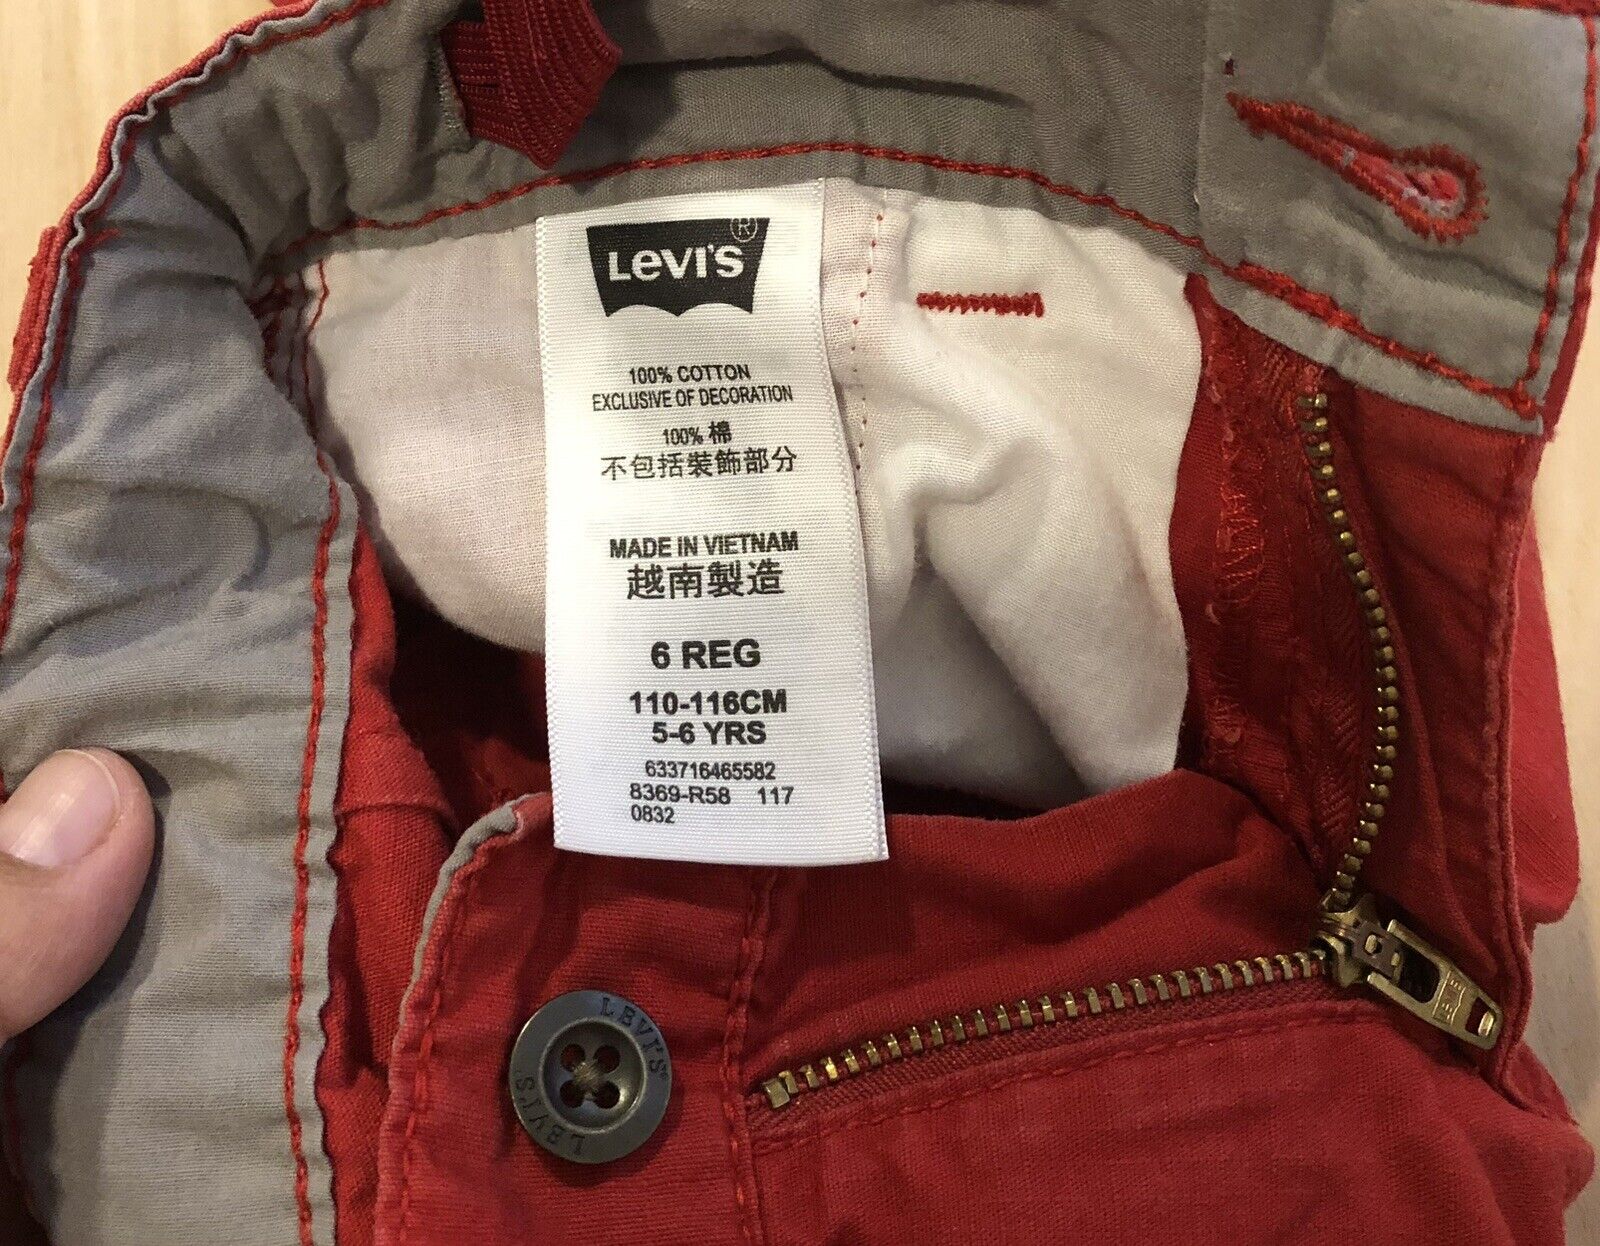 LEVI'S ®
100% COTTON
EXCLUSIVE OF DECORATION
100% 棉
不包括裝飾部分
MADE IN VIETNAM
越南製造
6 REG
110-116CM
5-6 YRS
633716465582
8369-R58 117
0832
LEVI'S
LEVI'S